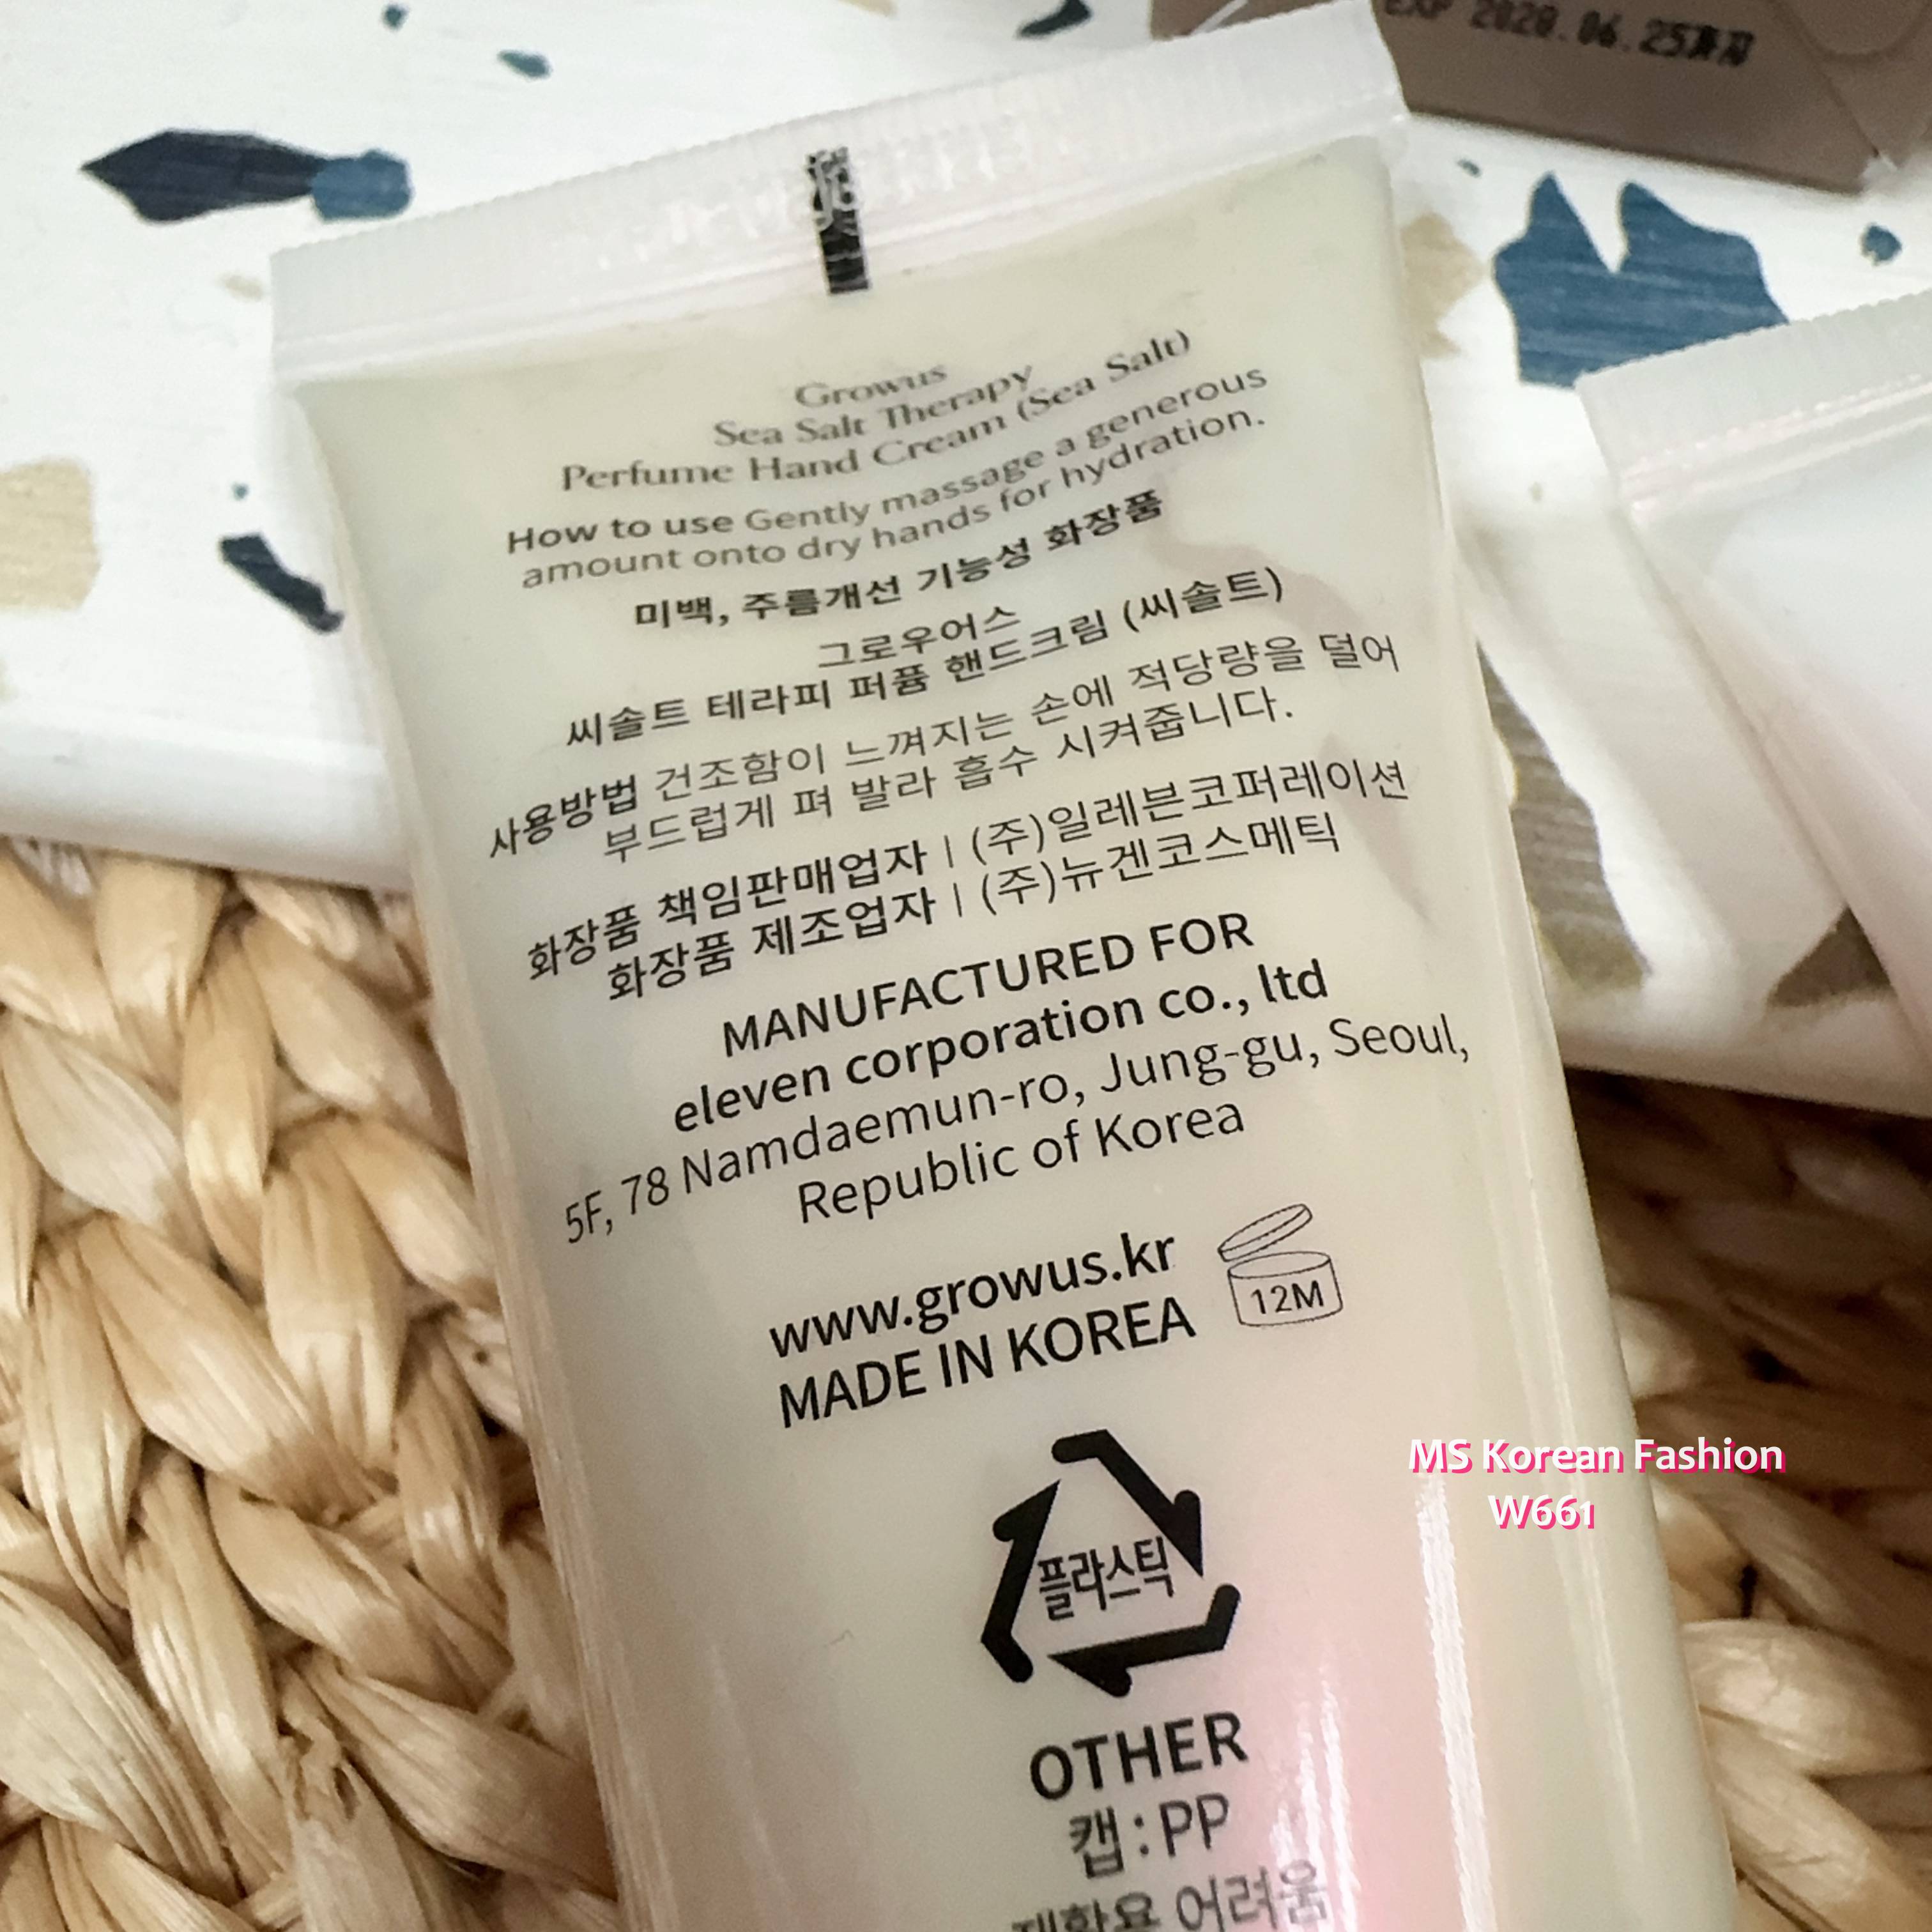 EXP 2020.06.25까지
Growus
Sea Salt Therapy
Perfume Hand Cream (Sea Salt)
How to use Gently massage a generous
amount onto dry hands for hydration.
미백, 주름개선 기능성 화장품
그로우어스
씨솔트 테라피 퍼퓸 핸드크림 (씨솔트)
사용방법 건조함이 느껴지는 손에 적당량을 덜어
부드럽게 펴 발라 흡수 시켜줍니다.
화장품 책임판매업자 | (주)일레븐코퍼레이션
화장품 제조업자 | (주)뉴겐코스메틱
MANUFACTURED FOR
eleven corporation co., ltd
5F, 78 Namdaemun-ro, Jung-gu, Seoul,
Republic of Korea
www.growus.kr
12M
MADE IN KOREA
플라스틱
OTHER
캡:PP
재활용 어려움
MS Korean Fashion
W661